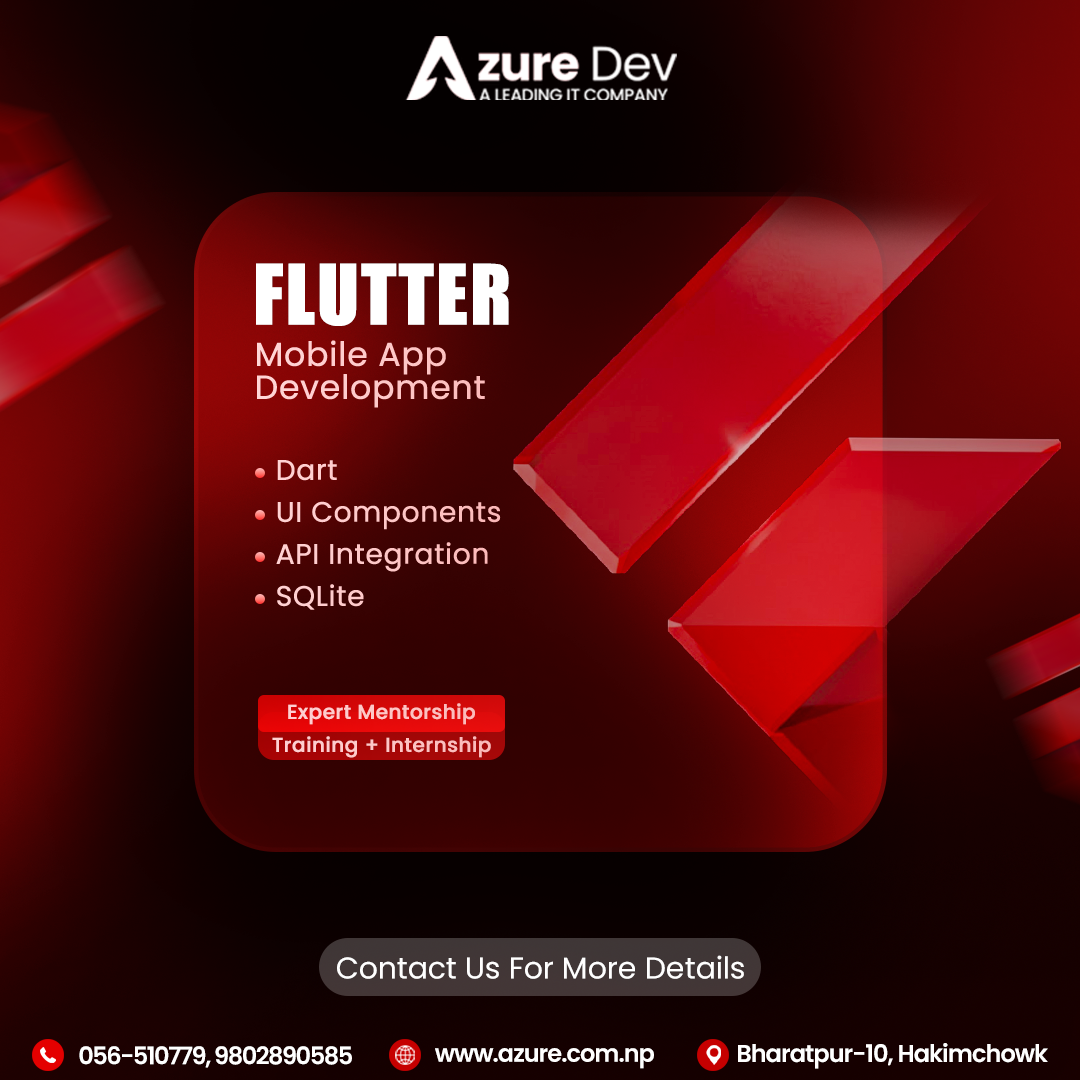 Azure Dev
A LEADING IT COMPANY
FLUTTER
Mobile App
Development
Dart
UI Components
API Integration
SQLite
Expert Mentorship
Training + Internship
Contact Us For More Details
056-510779, 9802890585
www.azure.com.np
Bharatpur-10, Hakimchowk